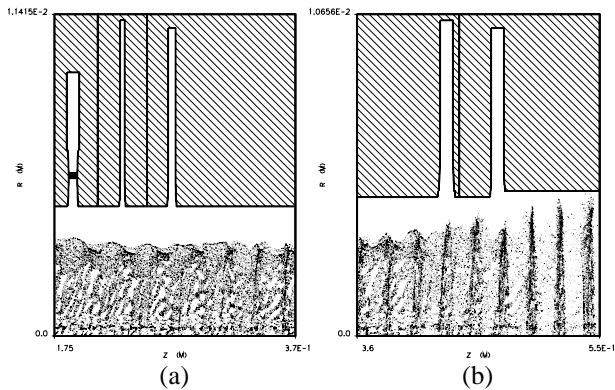 1.1415E-2
R (M)
0.0
1.75
Z (M)
3.7E-1
(a)
1.0656E-2
R (M)
0.0
3.6
Z (M)
5.5E-1
(b)